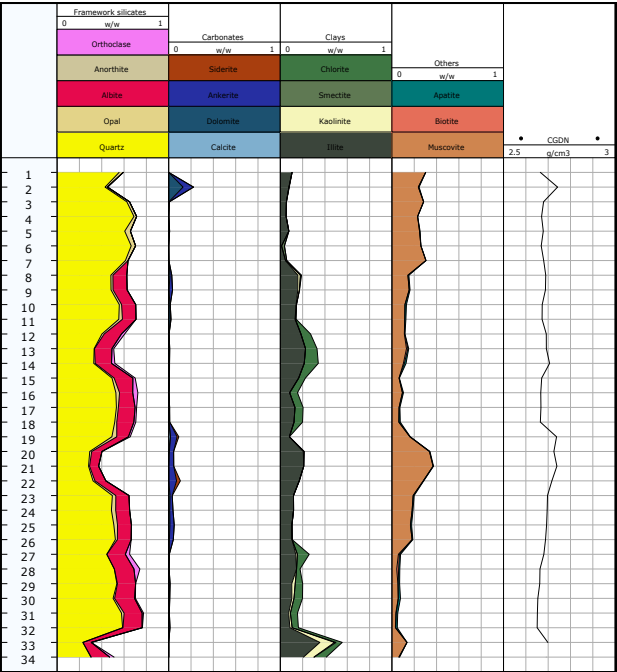 Framework silicates
0 w/w 1
Orthoclase
Anorthite
Albite
Opal
Quartz
Carbonates
0 w/w 1
Siderite
Ankerite
Dolomite
Calcite
Clays
0 w/w 1
Chlorite
Smectite
Kaolinite
Illite
Others
0 w/w 1
Apatite
Biotite
Muscovite
CGDN
2.5 g/cm3 3
1
2
3
4
5
6
7
8
9
10
11
12
13
14
15
16
17
18
19
20
21
22
23
24
25
26
27
28
29
30
31
32
33
34